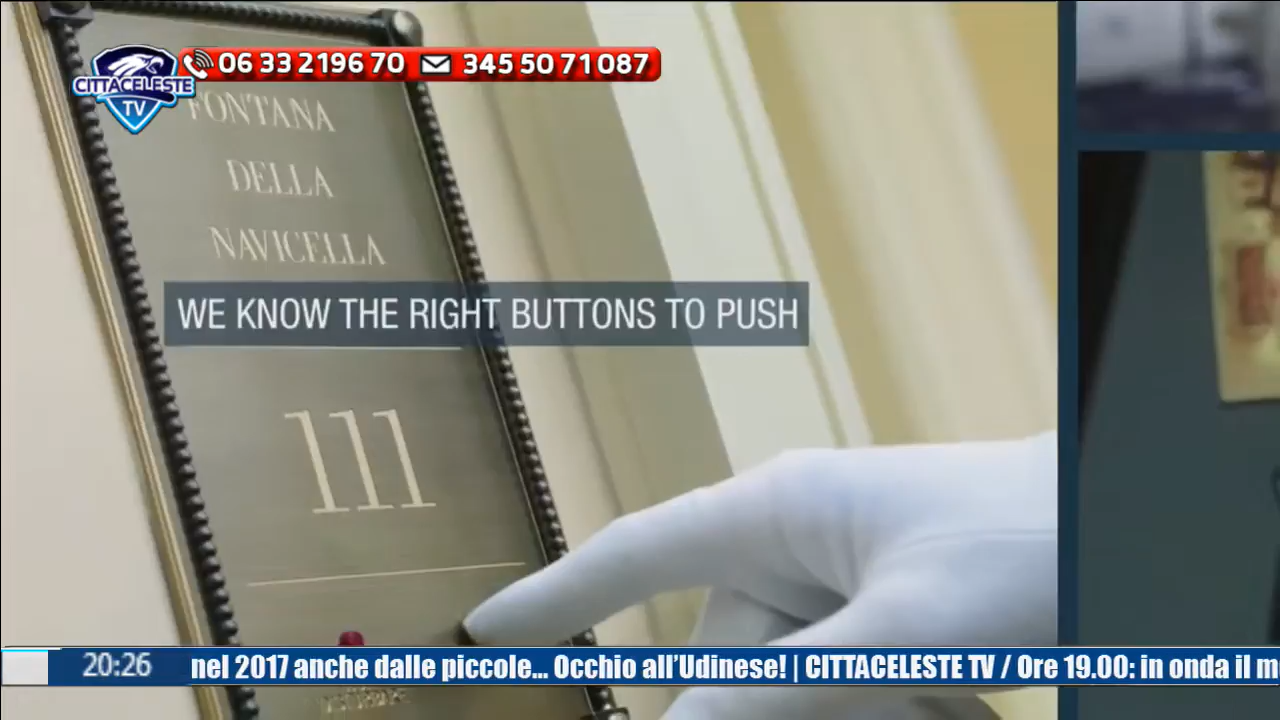 06 33 2196 70 345 50 71 087
CITTACELESTE
TV
FONTANA
DELLA
NAVICELLA
WE KNOW THE RIGHT BUTTONS TO PUSH
111
20:26 nel 2017 anche dalle piccole... Occhio all'Udinese! | CITTACELESTE TV / Ore 19.00: in onda il m